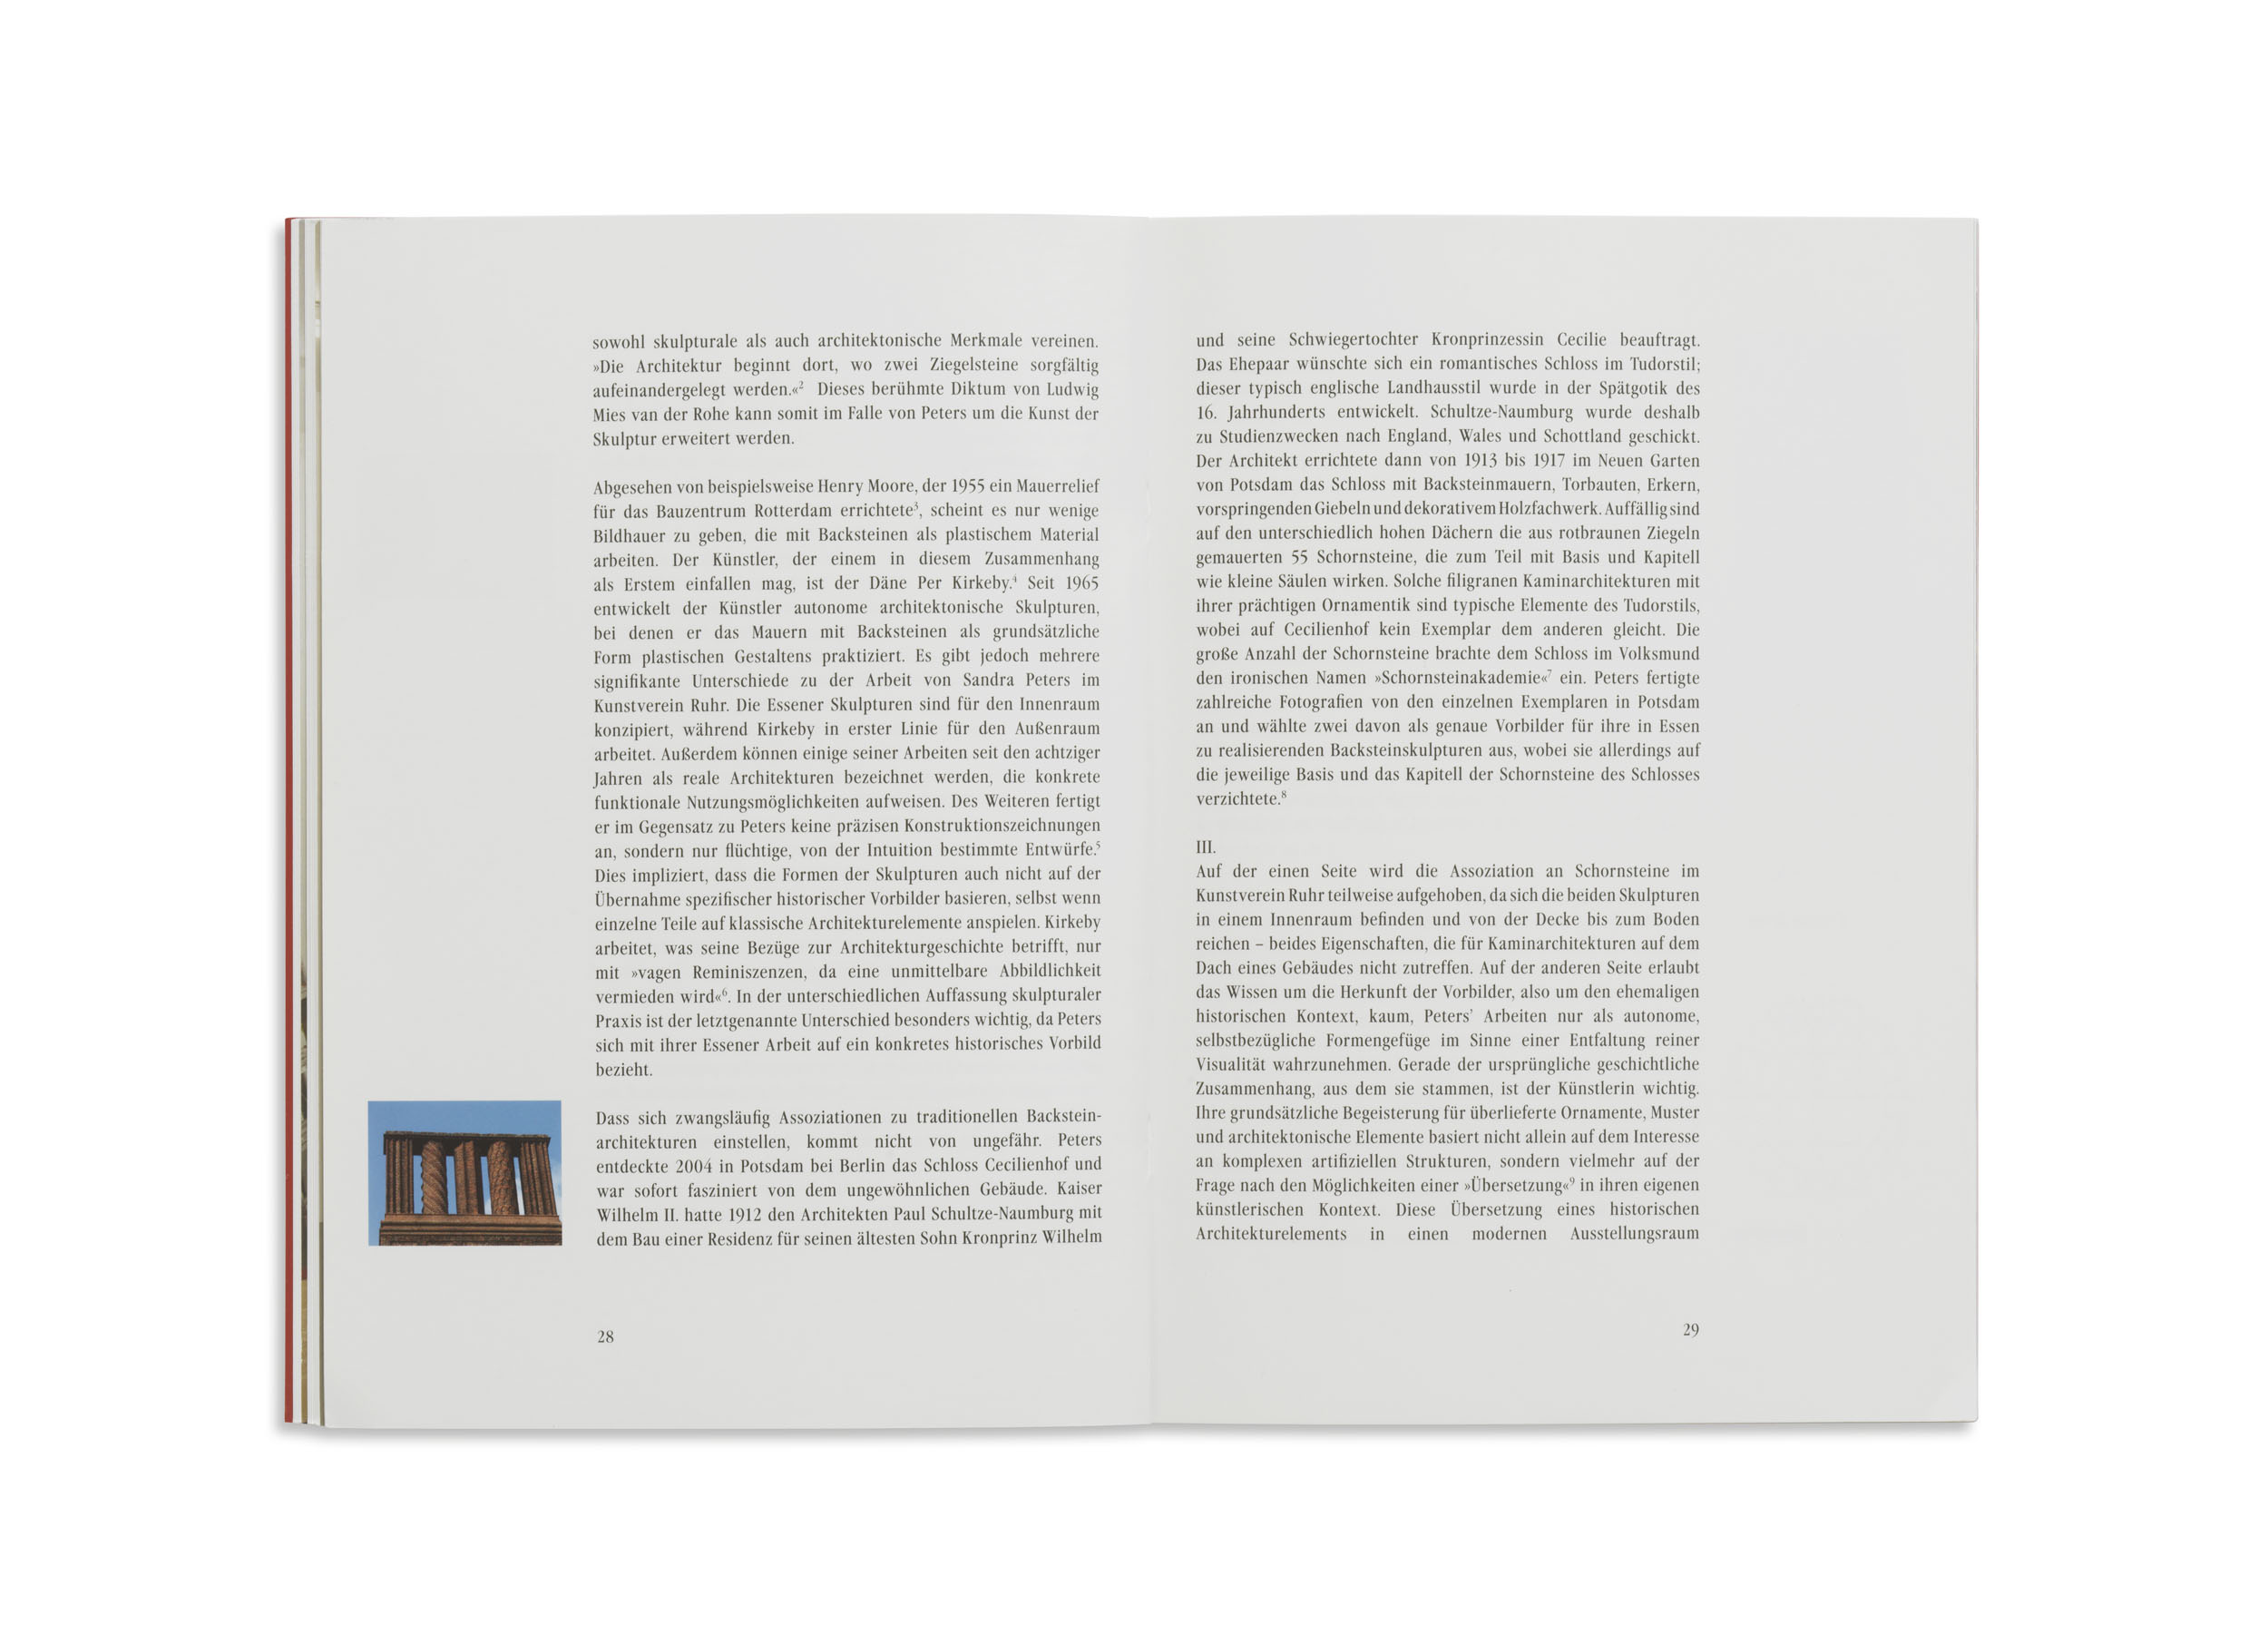 sowohl skulpturale als auch architektonische Merkmale vereinen.
»Die Architektur beginnt dort, wo zwei Ziegelsteine sorgfältig
aufeinandergelegt werden.«² Dieses berühmte Diktum von Ludwig
Mies van der Rohe kann somit im Falle von Peters um die Kunst der
Skulptur erweitert werden.

Abgesehen von beispielsweise Henry Moore, der 1955 ein Mauerrelief
für das Bauzentrum Rotterdam errichtete³, scheint es nur wenige
Bildhauer zu geben, die mit Backsteinen als plastischem Material
arbeiten. Der Künstler, der einem in diesem Zusammenhang
als Erstem einfallen mag, ist der Däne Per Kirkeby.⁴ Seit 1965
entwickelt der Künstler autonome architektonische Skulpturen,
bei denen er das Mauern mit Backsteinen als grundsätzliche
Form plastischen Gestaltens praktiziert. Es gibt jedoch mehrere
signifikante Unterschiede zu der Arbeit von Sandra Peters im
Kunstverein Ruhr. Die Essener Skulpturen sind für den Innenraum
konzipiert, während Kirkeby in erster Linie für den Außenraum
arbeitet. Außerdem können einige seiner Arbeiten seit den achtziger
Jahren als reale Architekturen bezeichnet werden, die konkrete
funktionale Nutzungsmöglichkeiten aufweisen. Des Weiteren fertigt
er im Gegensatz zu Peters keine präzisen Konstruktionszeichnungen
an, sondern nur flüchtige, von der Intuition bestimmte Entwürfe.⁵
Dies impliziert, dass die Formen der Skulpturen auch nicht auf der
Übernahme spezifischer historischer Vorbilder basieren, selbst wenn
einzelne Teile auf klassische Architekturelemente anspielen. Kirkeby
arbeitet, was seine Bezüge zur Architekturgeschichte betrifft, nur
mit »vagen Reminiszenzen, da eine unmittelbare Abbildlichkeit
vermieden wird«⁶. In der unterschiedlichen Auffassung skulpturaler
Praxis ist der letztgenannte Unterschied besonders wichtig, da Peters
sich mit ihrer Essener Arbeit auf ein konkretes historisches Vorbild
bezieht.

Dass sich zwangsläufig Assoziationen zu traditionellen Backstein-
architekturen einstellen, kommt nicht von ungefähr. Peters
entdeckte 2004 in Potsdam bei Berlin das Schloss Cecilienhof und
war sofort fasziniert von dem ungewöhnlichen Gebäude. Kaiser
Wilhelm II. hatte 1912 den Architekten Paul Schultze-Naumburg mit
dem Bau einer Residenz für seinen ältesten Sohn Kronprinz Wilhelm

28

und seine Schwiegertochter Kronprinzessin Cecilie beauftragt.
Das Ehepaar wünschte sich ein romantisches Schloss im Tudorstil;
dieser typisch englische Landhausstil wurde in der Spätgotik des
16. Jahrhunderts entwickelt. Schultze-Naumburg wurde deshalb
zu Studienzwecken nach England, Wales und Schottland geschickt.
Der Architekt errichtete dann von 1913 bis 1917 im Neuen Garten
von Potsdam das Schloss mit Backsteinmauern, Torbauten, Erkern,
vorspringenden Giebeln und dekorativem Holzfachwerk. Auffällig sind
auf den unterschiedlich hohen Dächern die aus rotbraunen Ziegeln
gemauerten 55 Schornsteine, die zum Teil mit Basis und Kapitell
wie kleine Säulen wirken. Solche filigranen Kaminarchitekturen mit
ihrer prächtigen Ornamentik sind typische Elemente des Tudorstils,
wobei auf Cecilienhof kein Exemplar dem anderen gleicht. Die
große Anzahl der Schornsteine brachte dem Schloss im Volksmund
den ironischen Namen »Schornsteinakademie«⁷ ein. Peters fertigte
zahlreiche Fotografien von den einzelnen Exemplaren in Potsdam
an und wählte zwei davon als genaue Vorbilder für ihre in Essen
zu realisierenden Backsteinskulpturen aus, wobei sie allerdings auf
die jeweilige Basis und das Kapitell der Schornsteine des Schlosses
verzichtete.⁸

III.
Auf der einen Seite wird die Assoziation an Schornsteine im
Kunstverein Ruhr teilweise aufgehoben, da sich die beiden Skulpturen
in einem Innenraum befinden und von der Decke bis zum Boden
reichen – beides Eigenschaften, die für Kaminarchitekturen auf dem
Dach eines Gebäudes nicht zutreffen. Auf der anderen Seite erlaubt
das Wissen um die Herkunft der Vorbilder, also um den ehemaligen
historischen Kontext, kaum, Peters’ Arbeiten nur als autonome,
selbstbezügliche Formengefüge im Sinne einer Entfaltung reiner
Visualität wahrzunehmen. Gerade der ursprüngliche geschichtliche
Zusammenhang, aus dem sie stammen, ist der Künstlerin wichtig.
Ihre grundsätzliche Begeisterung für überlieferte Ornamente, Muster
und architektonische Elemente basiert nicht allein auf dem Interesse
an komplexen artifiziellen Strukturen, sondern vielmehr auf der
Frage nach den Möglichkeiten einer »Übersetzung«⁹ in ihren eigenen
künstlerischen Kontext. Diese Übersetzung eines historischen
Architekturelements in einen modernen Ausstellungsraum

29